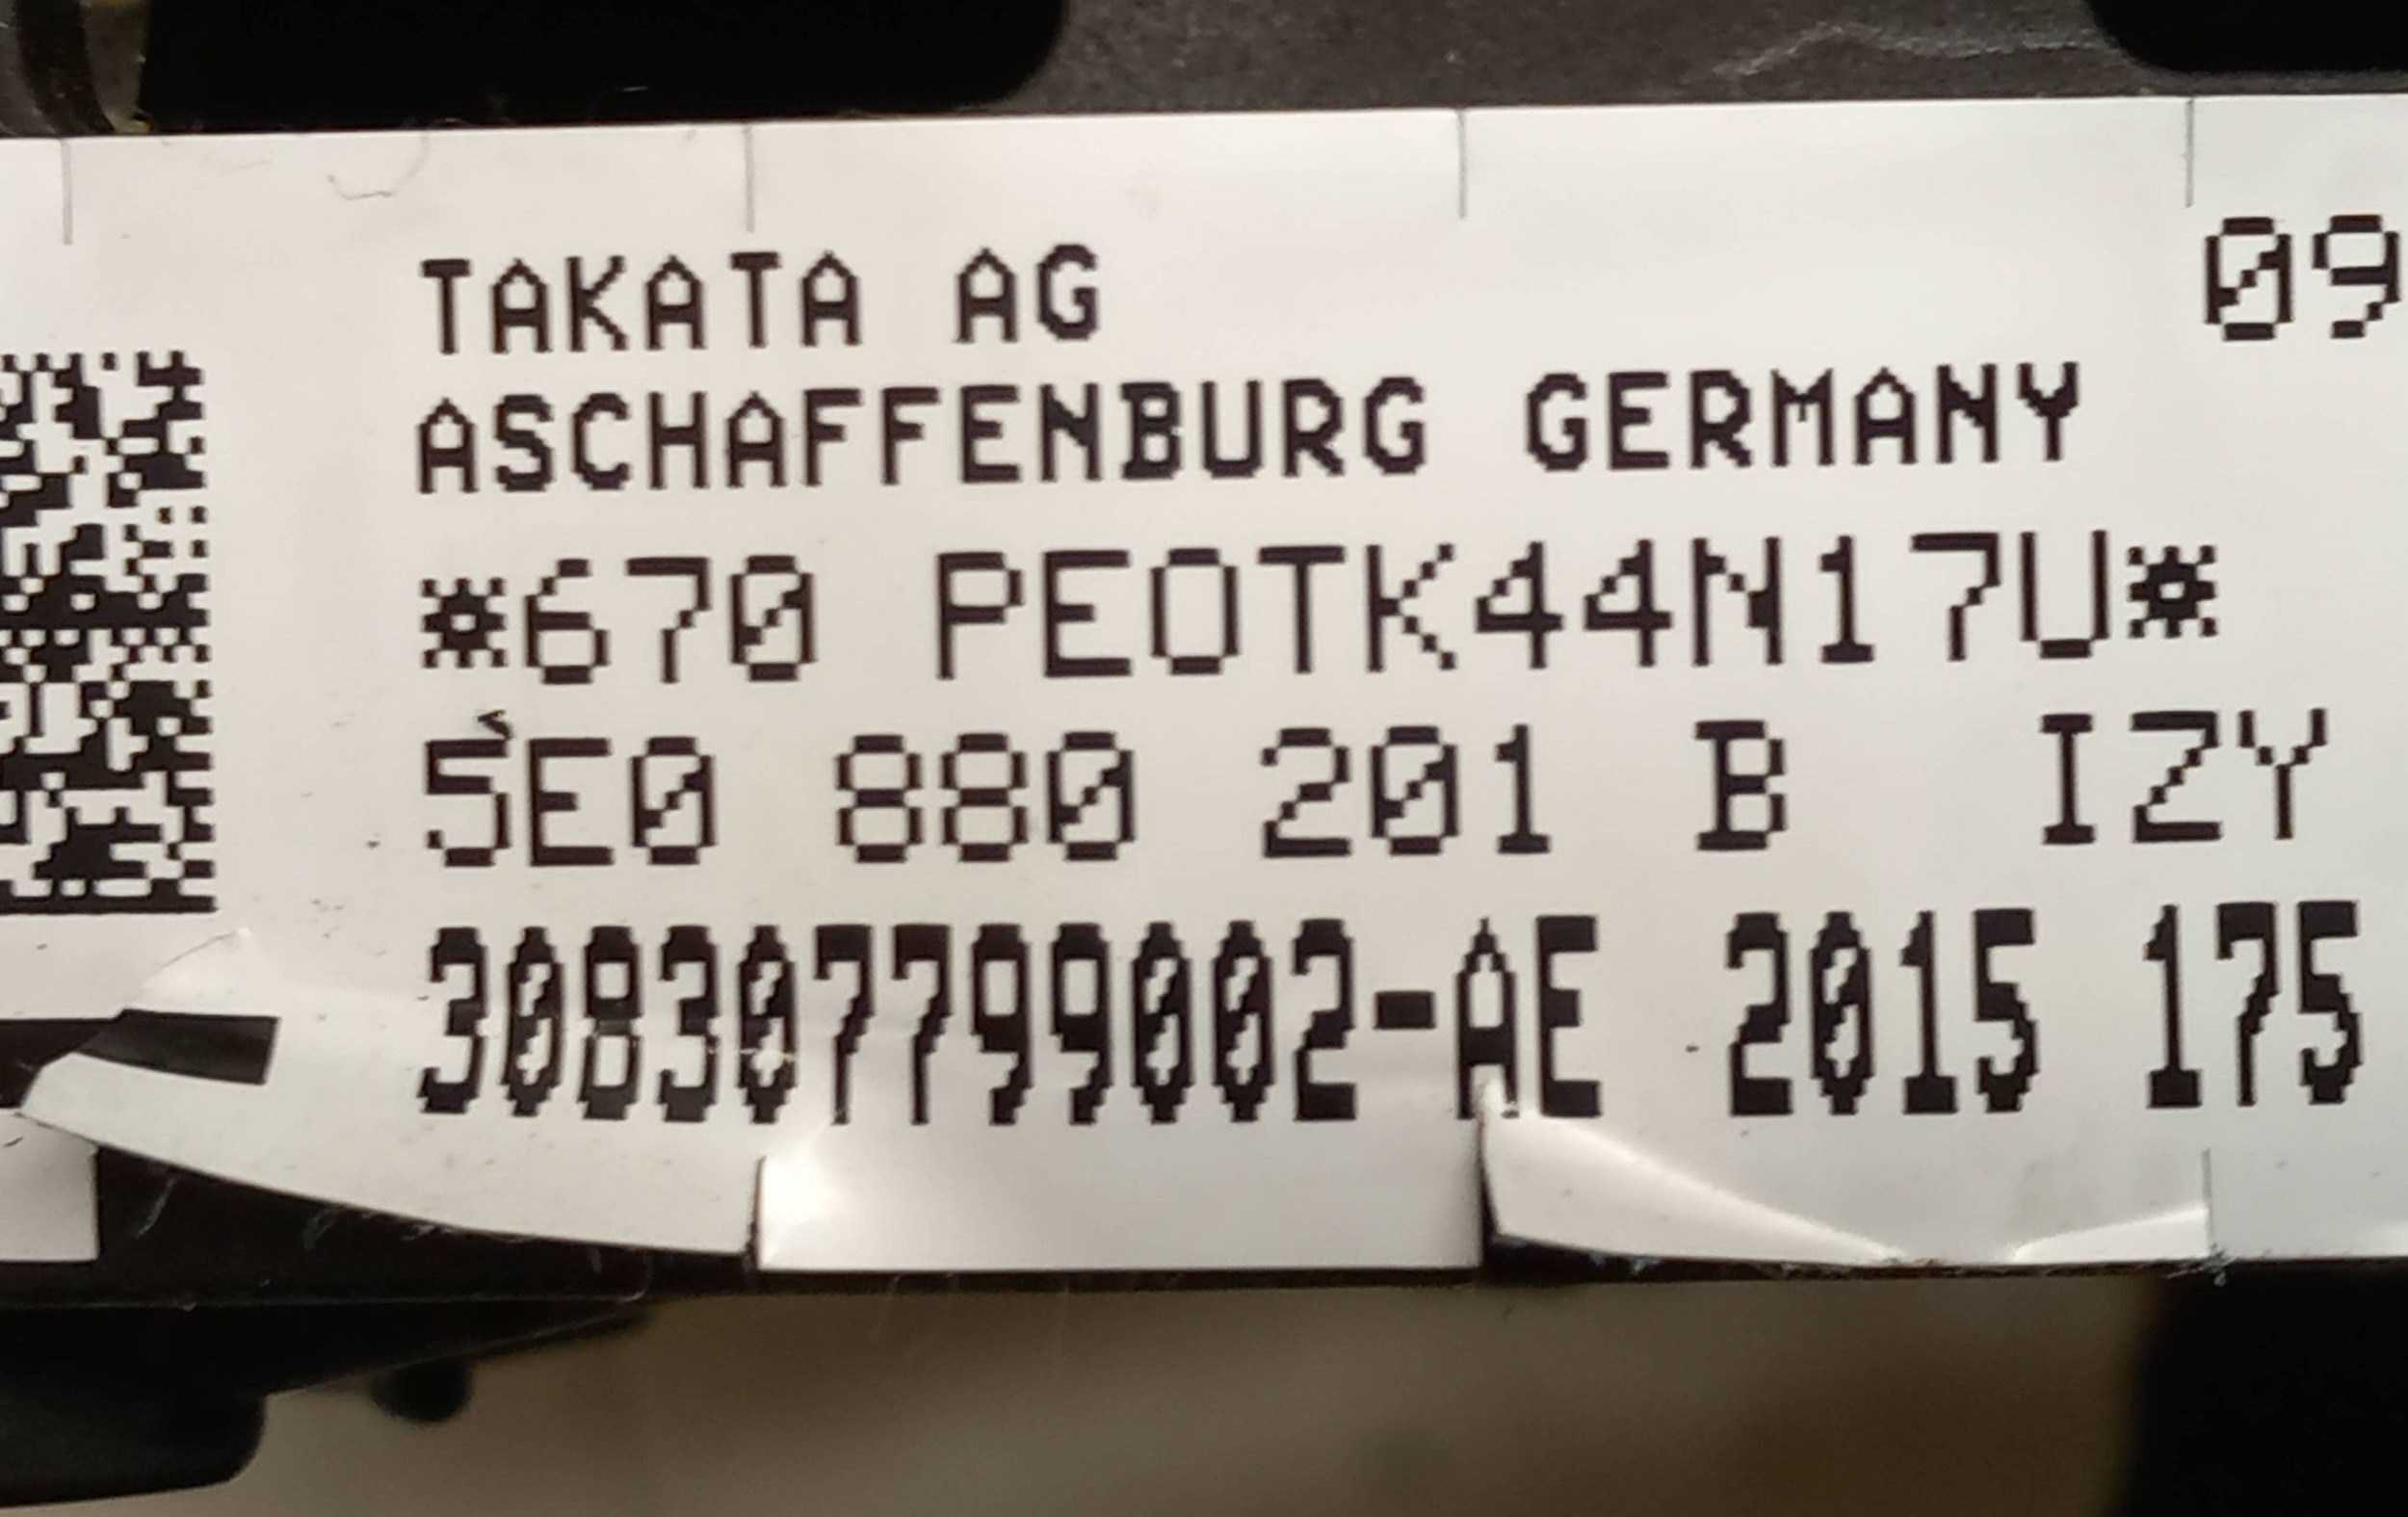 TAKATA AG 09
ASCHAFFENBURG GERMANY
*670 PEOTK44N17U*
5E0 880 201 B IZY
308307799002-AE 2015 175